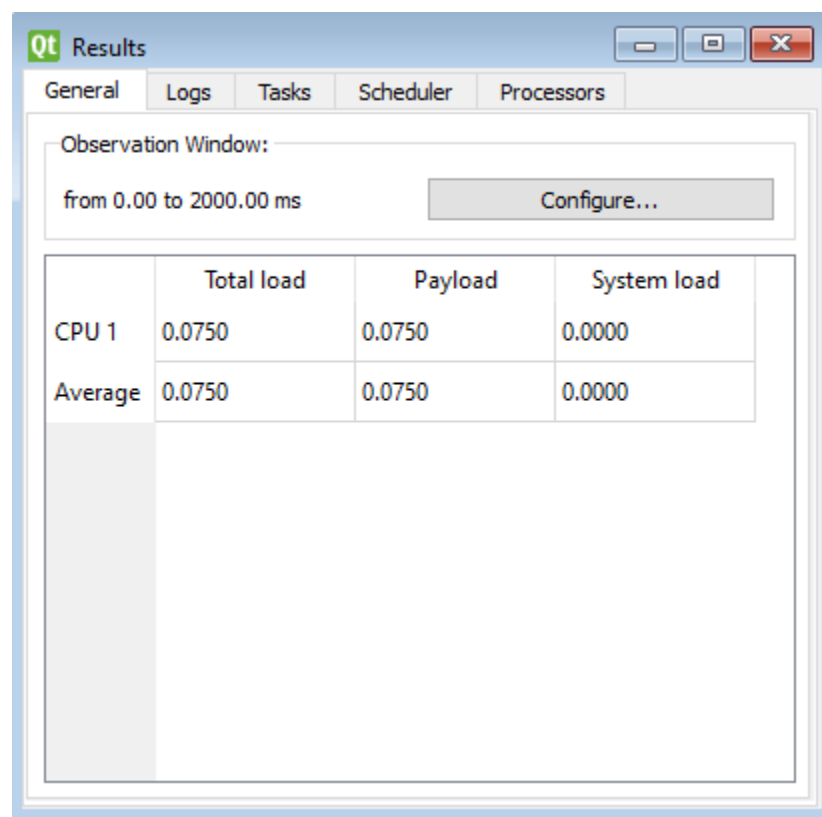 Qt Results
General Logs Tasks Scheduler Processors
Observation Window:
from 0.00 to 2000.00 ms Configure...
Total load Payload System load
CPU 1 0.0750 0.0750 0.0000
Average 0.0750 0.0750 0.0000